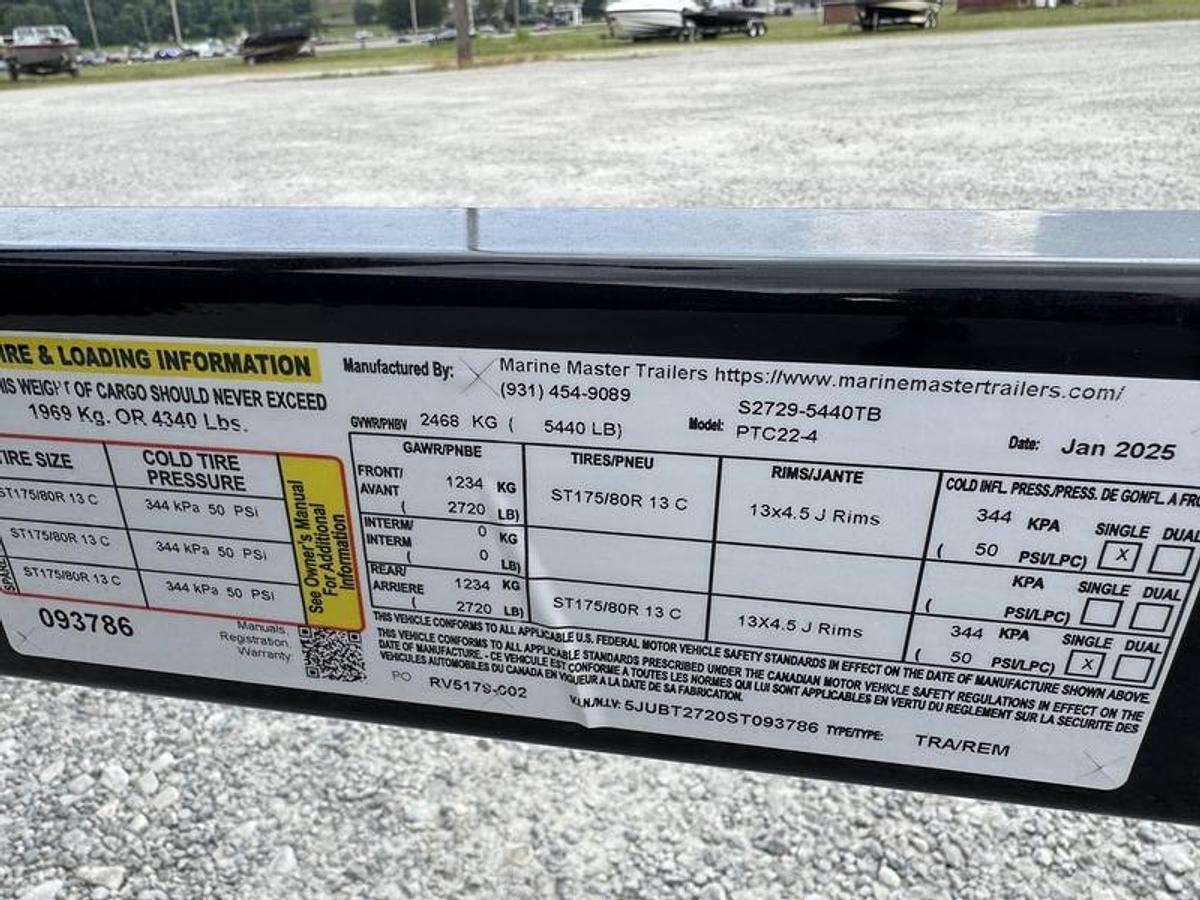 IRE & LOADING INFORMATION
HIS WEIGHT OF CARGO SHOULD NEVER EXCEED
1969 Kg. OR 4340 Lbs.
TIRE SIZE COLD TIRE PRESSURE
ST175/80R 13 C 344 kPa 50 PSi
ST175/80R 13 C 344 kPa 50 PSi
SPARE ST175/80R 13 C 344 kPa 50 PSi
See Owner's Manual
For Additional
Information
093786
Manuals,
Registration,
Warranty
Manufactured By: Marine Master Trailers https://www.marinemastertrailers.com/
(931) 454-9089
GVWR/PNBV 2468 KG ( 5440 LB) Model: S2729-5440TB
PTC22-4
Date: Jan 2025
GAWR/PNBE TIRES/PNEU RIMS/JANTE COLD INFL. PRESS./PRESS. DE GONFL. A FRO
FRONT/ AVANT 1234 KG ST175/80R 13 C 13x4.5 J Rims 344 KPA SINGLE DUAL
( 2720 LB) ( 50 PSI/LPC) X
INTERM/ INTERM 0 KG KPA SINGLE DUAL
( 0 LB) ( PSI/LPC)
REAR/ ARRIERE 1234 KG ST175/80R 13 C 13X4.5 J Rims 344 KPA SINGLE DUAL
( 2720 LB) ( 50 PSI/LPC) X
THIS VEHICLE CONFORMS TO ALL APPLICABLE U.S. FEDERAL MOTOR VEHICLE SAFETY STANDARDS IN EFFECT ON THE DATE OF MANUFACTURE SHOWN ABOVE.
THIS VEHICLE CONFORMS TO ALL APPLICABLE STANDARDS PRESCRIBED UNDER THE CANADIAN MOTOR VEHICLE SAFETY REGULATIONS IN EFFECT ON THE
DATE OF MANUFACTURE. - CE VEHICULE EST CONFORME A TOUTES LES NORMES QUI LUI SONT APPLICABLES EN VERTU DU REGLEMENT SUR LA SECURITE DES
VEHICULES AUTOMOBILES DU CANADA EN VIGUEUR A LA DATE DE SA FABRICATION.
PO RV5179-002 V.I.N./N.I.V: 5JUBT2720ST093786 TYPE/TYPE: TRA/REM